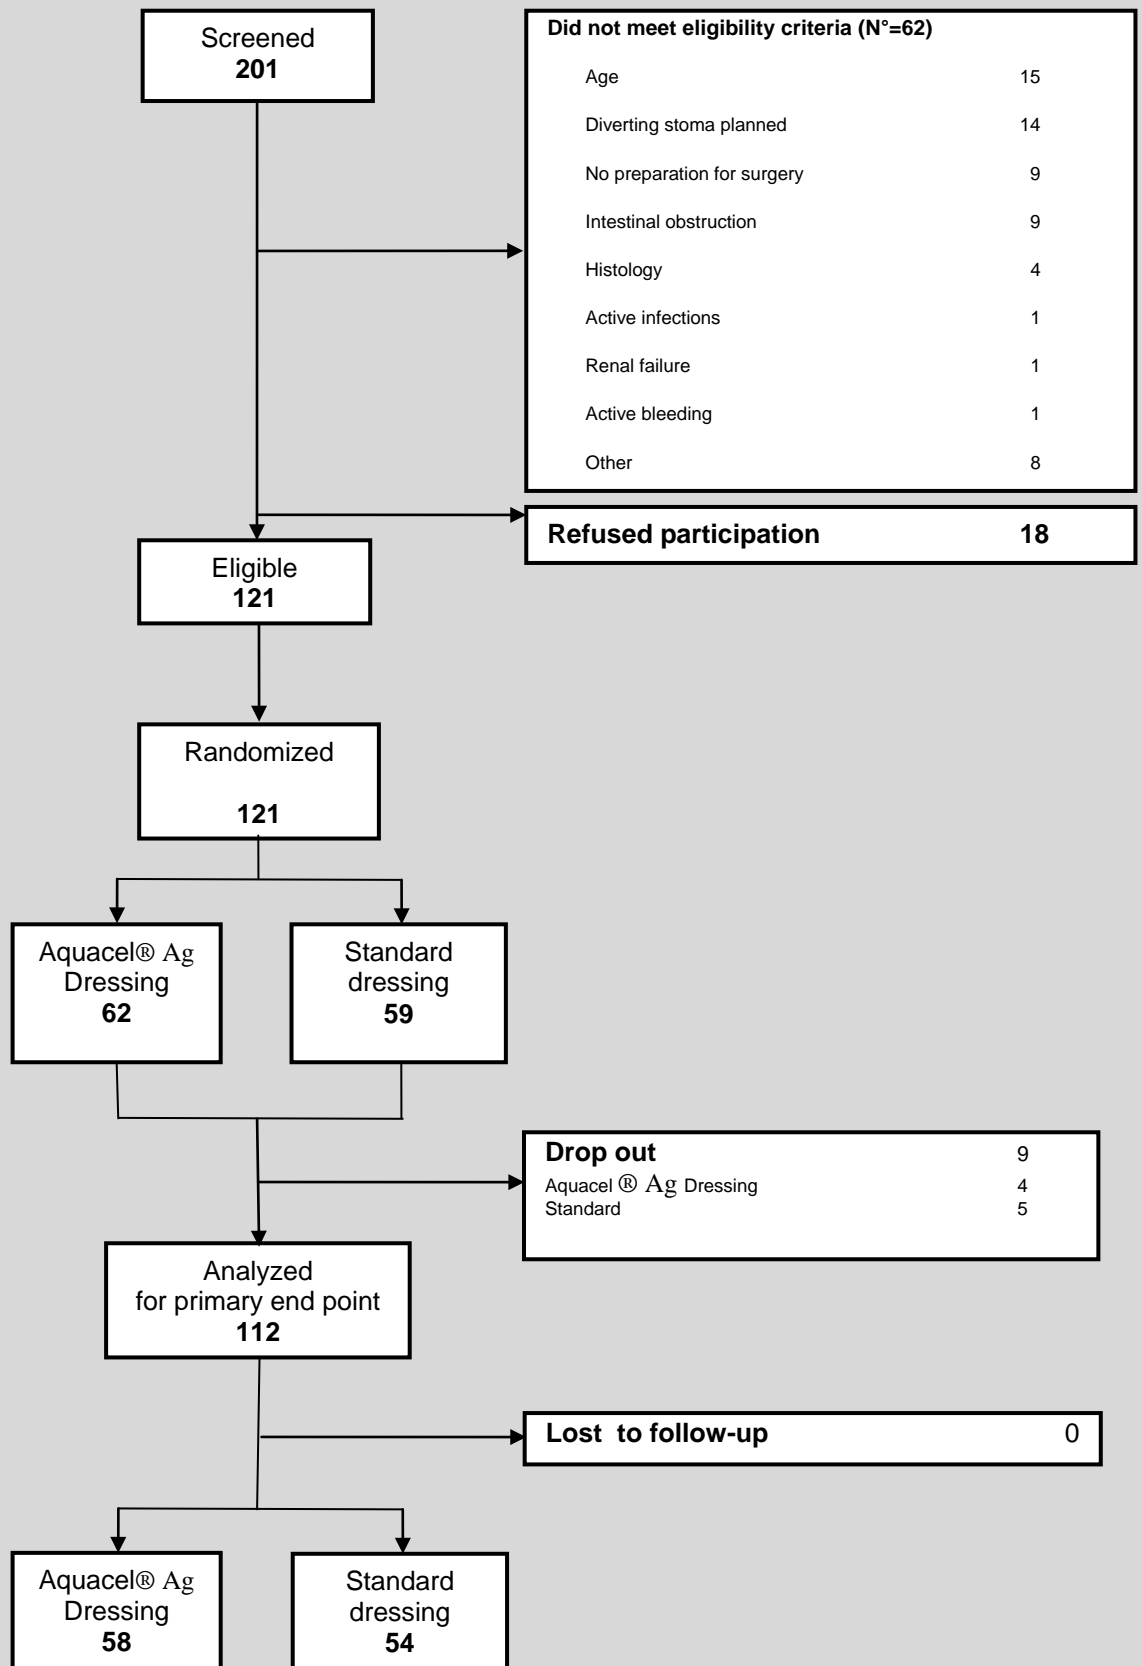 Screened
201
Did not meet eligibility criteria (N°=62)
Age 15
Diverting stoma planned 14
No preparation for surgery 9
Intestinal obstruction 9
Histology 4
Active infections 1
Renal failure 1
Active bleeding 1
Other 8
Refused participation 18
Eligible
121
Randomized
121
Aquacel® Ag
Dressing
62
Standard
dressing
59
Drop out 9
Aquacel ® Ag Dressing 4
Standard 5
Analyzed
for primary end point
112
Lost to follow-up 0
Aquacel® Ag
Dressing
58
Standard
dressing
54